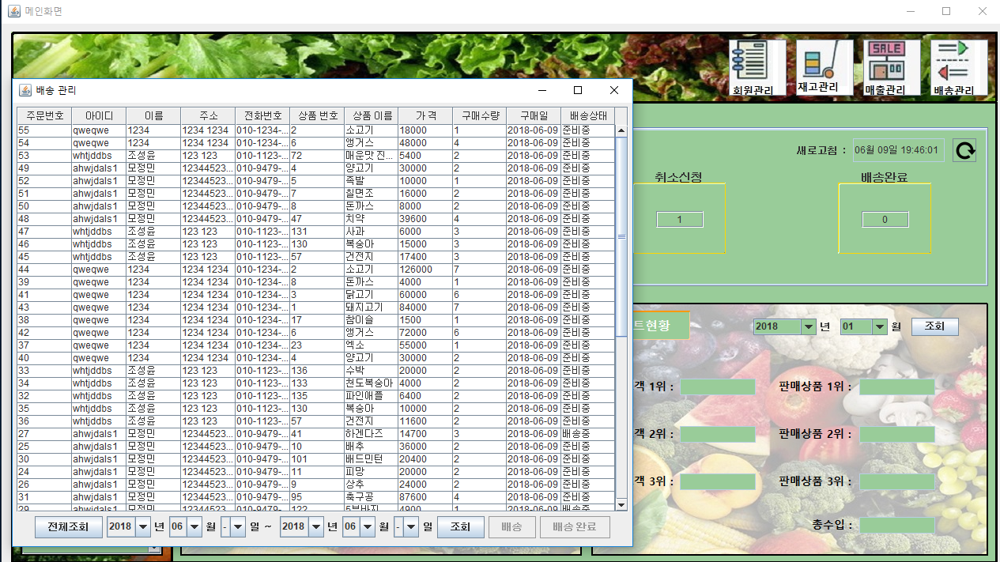 메인화면
회원관리 재고관리 SALE 매출관리 배송관리
배송 관리
주문번호 아이디 이름 주소 전화번호 상품 번호 상품 이름 가격 구매수량 구매일 배송상태
55 qweqwe 1234 1234 1234 010-1234-... 2 소고기 18000 1 2018-06-09 준비중
54 qweqwe 1234 1234 1234 010-1234-... 6 앵거스 48000 4 2018-06-09 준비중
53 whtjddbs 조성윤 123 123 010-1123-... 72 매운맛 진... 5400 2 2018-06-09 준비중
49 ahwjdals1 모정민 12344523... 010-9479-... 4 양고기 30000 2 2018-06-09 준비중
52 ahwjdals1 모정민 12344523... 010-9479-... 5 족발 10000 1 2018-06-09 준비중
51 ahwjdals1 모정민 12344523... 010-9479-... 7 칠면조 16000 2 2018-06-09 준비중
50 ahwjdals1 모정민 12344523... 010-9479-... 8 돈까스 8000 2 2018-06-09 준비중
48 ahwjdals1 모정민 12344523... 010-9479-... 47 치약 39600 4 2018-06-09 준비중
47 whtjddbs 조성윤 123 123 010-1123-... 131 사과 6000 3 2018-06-09 준비중
46 whtjddbs 조성윤 123 123 010-1123-... 130 복숭아 15000 3 2018-06-09 준비중
45 whtjddbs 조성윤 123 123 010-1123-... 57 건전지 17400 3 2018-06-09 준비중
44 qweqwe 1234 1234 1234 010-1234-... 2 소고기 126000 7 2018-06-09 준비중
39 qweqwe 1234 1234 1234 010-1234-... 8 돈까스 4000 1 2018-06-09 준비중
41 qweqwe 1234 1234 1234 010-1234-... 3 닭고기 60000 6 2018-06-09 준비중
43 qweqwe 1234 1234 1234 010-1234-... 1 돼지고기 84000 7 2018-06-09 준비중
38 qweqwe 1234 1234 1234 010-1234-... 17 참이슬 1500 1 2018-06-09 준비중
42 qweqwe 1234 1234 1234 010-1234-... 6 앵거스 72000 6 2018-06-09 준비중
37 qweqwe 1234 1234 1234 010-1234-... 23 엑소 55000 1 2018-06-09 준비중
40 qweqwe 1234 1234 1234 010-1234-... 4 양고기 30000 2 2018-06-09 준비중
33 whtjddbs 조성윤 123 123 010-1123-... 136 수박 20000 2 2018-06-09 준비중
34 whtjddbs 조성윤 123 123 010-1123-... 133 천도복숭아 4000 2 2018-06-09 준비중
32 whtjddbs 조성윤 123 123 010-1123-... 135 파인애플 6400 2 2018-06-09 준비중
35 whtjddbs 조성윤 123 123 010-1123-... 130 복숭아 10000 2 2018-06-09 준비중
36 whtjddbs 조성윤 123 123 010-1123-... 57 건전지 11600 2 2018-06-09 준비중
27 ahwjdals1 모정민 12344523... 010-9479-... 41 하겐다즈 14700 3 2018-06-09 배송중
25 ahwjdals1 모정민 12344523... 010-9479-... 10 배추 36000 2 2018-06-09 준비중
30 ahwjdals1 모정민 12344523... 010-9479-... 101 배드민턴 20400 2 2018-06-09 준비중
24 ahwjdals1 모정민 12344523... 010-9479-... 11 피망 20000 2 2018-06-09 준비중
26 ahwjdals1 모정민 12344523... 010-9479-... 9 상추 24000 2 2018-06-09 준비중
31 ahwjdals1 모정민 12344523... 010-9479-... 95 축구공 87600 4 2018-06-09 준비중
29 ahwjdals1 모정민 12344523... 010-9479-... 122 5부바지 4900 1 2018-06-09 준비중
전체조회 2018 년 06 월 - 일 ~ 2018 년 06 월 - 일 조회 배송 배송완료
새로고침 : 06월 09일 19:46:01
취소신청 배송완료
1 0
트현황 2018 년 01 월 조회
객 1위 : 판매상품 1위 :
객 2위 : 판매상품 2위 :
객 3위 : 판매상품 3위 :
총수입 :